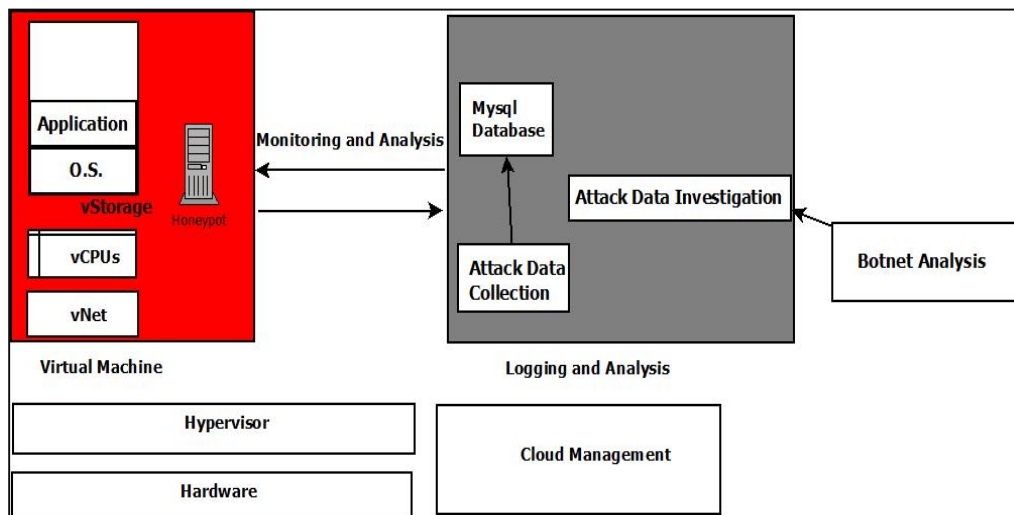 Application
O.S.
vStorage
Honeypot
vCPUs
vNet
Virtual Machine
Monitoring and Analysis
Mysql
Database
Attack Data Investigation
Attack Data
Collection
Botnet Analysis
Logging and Analysis
Hypervisor
Cloud Management
Hardware